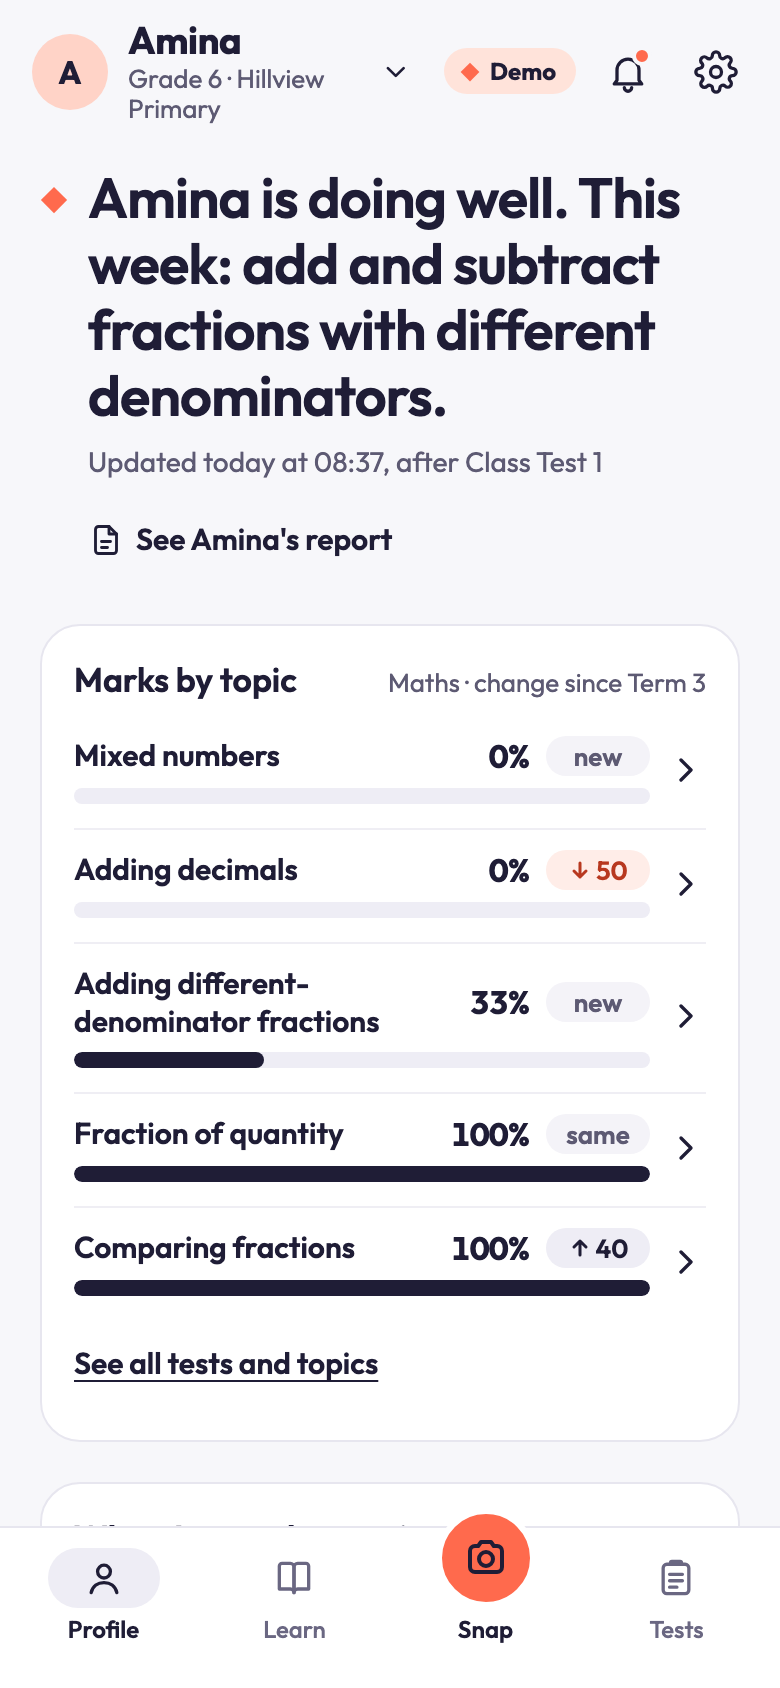 A
Amina
Grade 6 · Hillview
Primary
Demo
Amina is doing well. This
week: add and subtract
fractions with different
denominators.
Updated today at 08:37, after Class Test 1
See Amina's report
Marks by topic
Maths · change since Term 3
Mixed numbers
0% new
Adding decimals
0% ↓ 50
Adding different-
denominator fractions
33% new
Fraction of quantity
100% same
Comparing fractions
100% ↑ 40
See all tests and topics
Profile
Learn
Snap
Tests